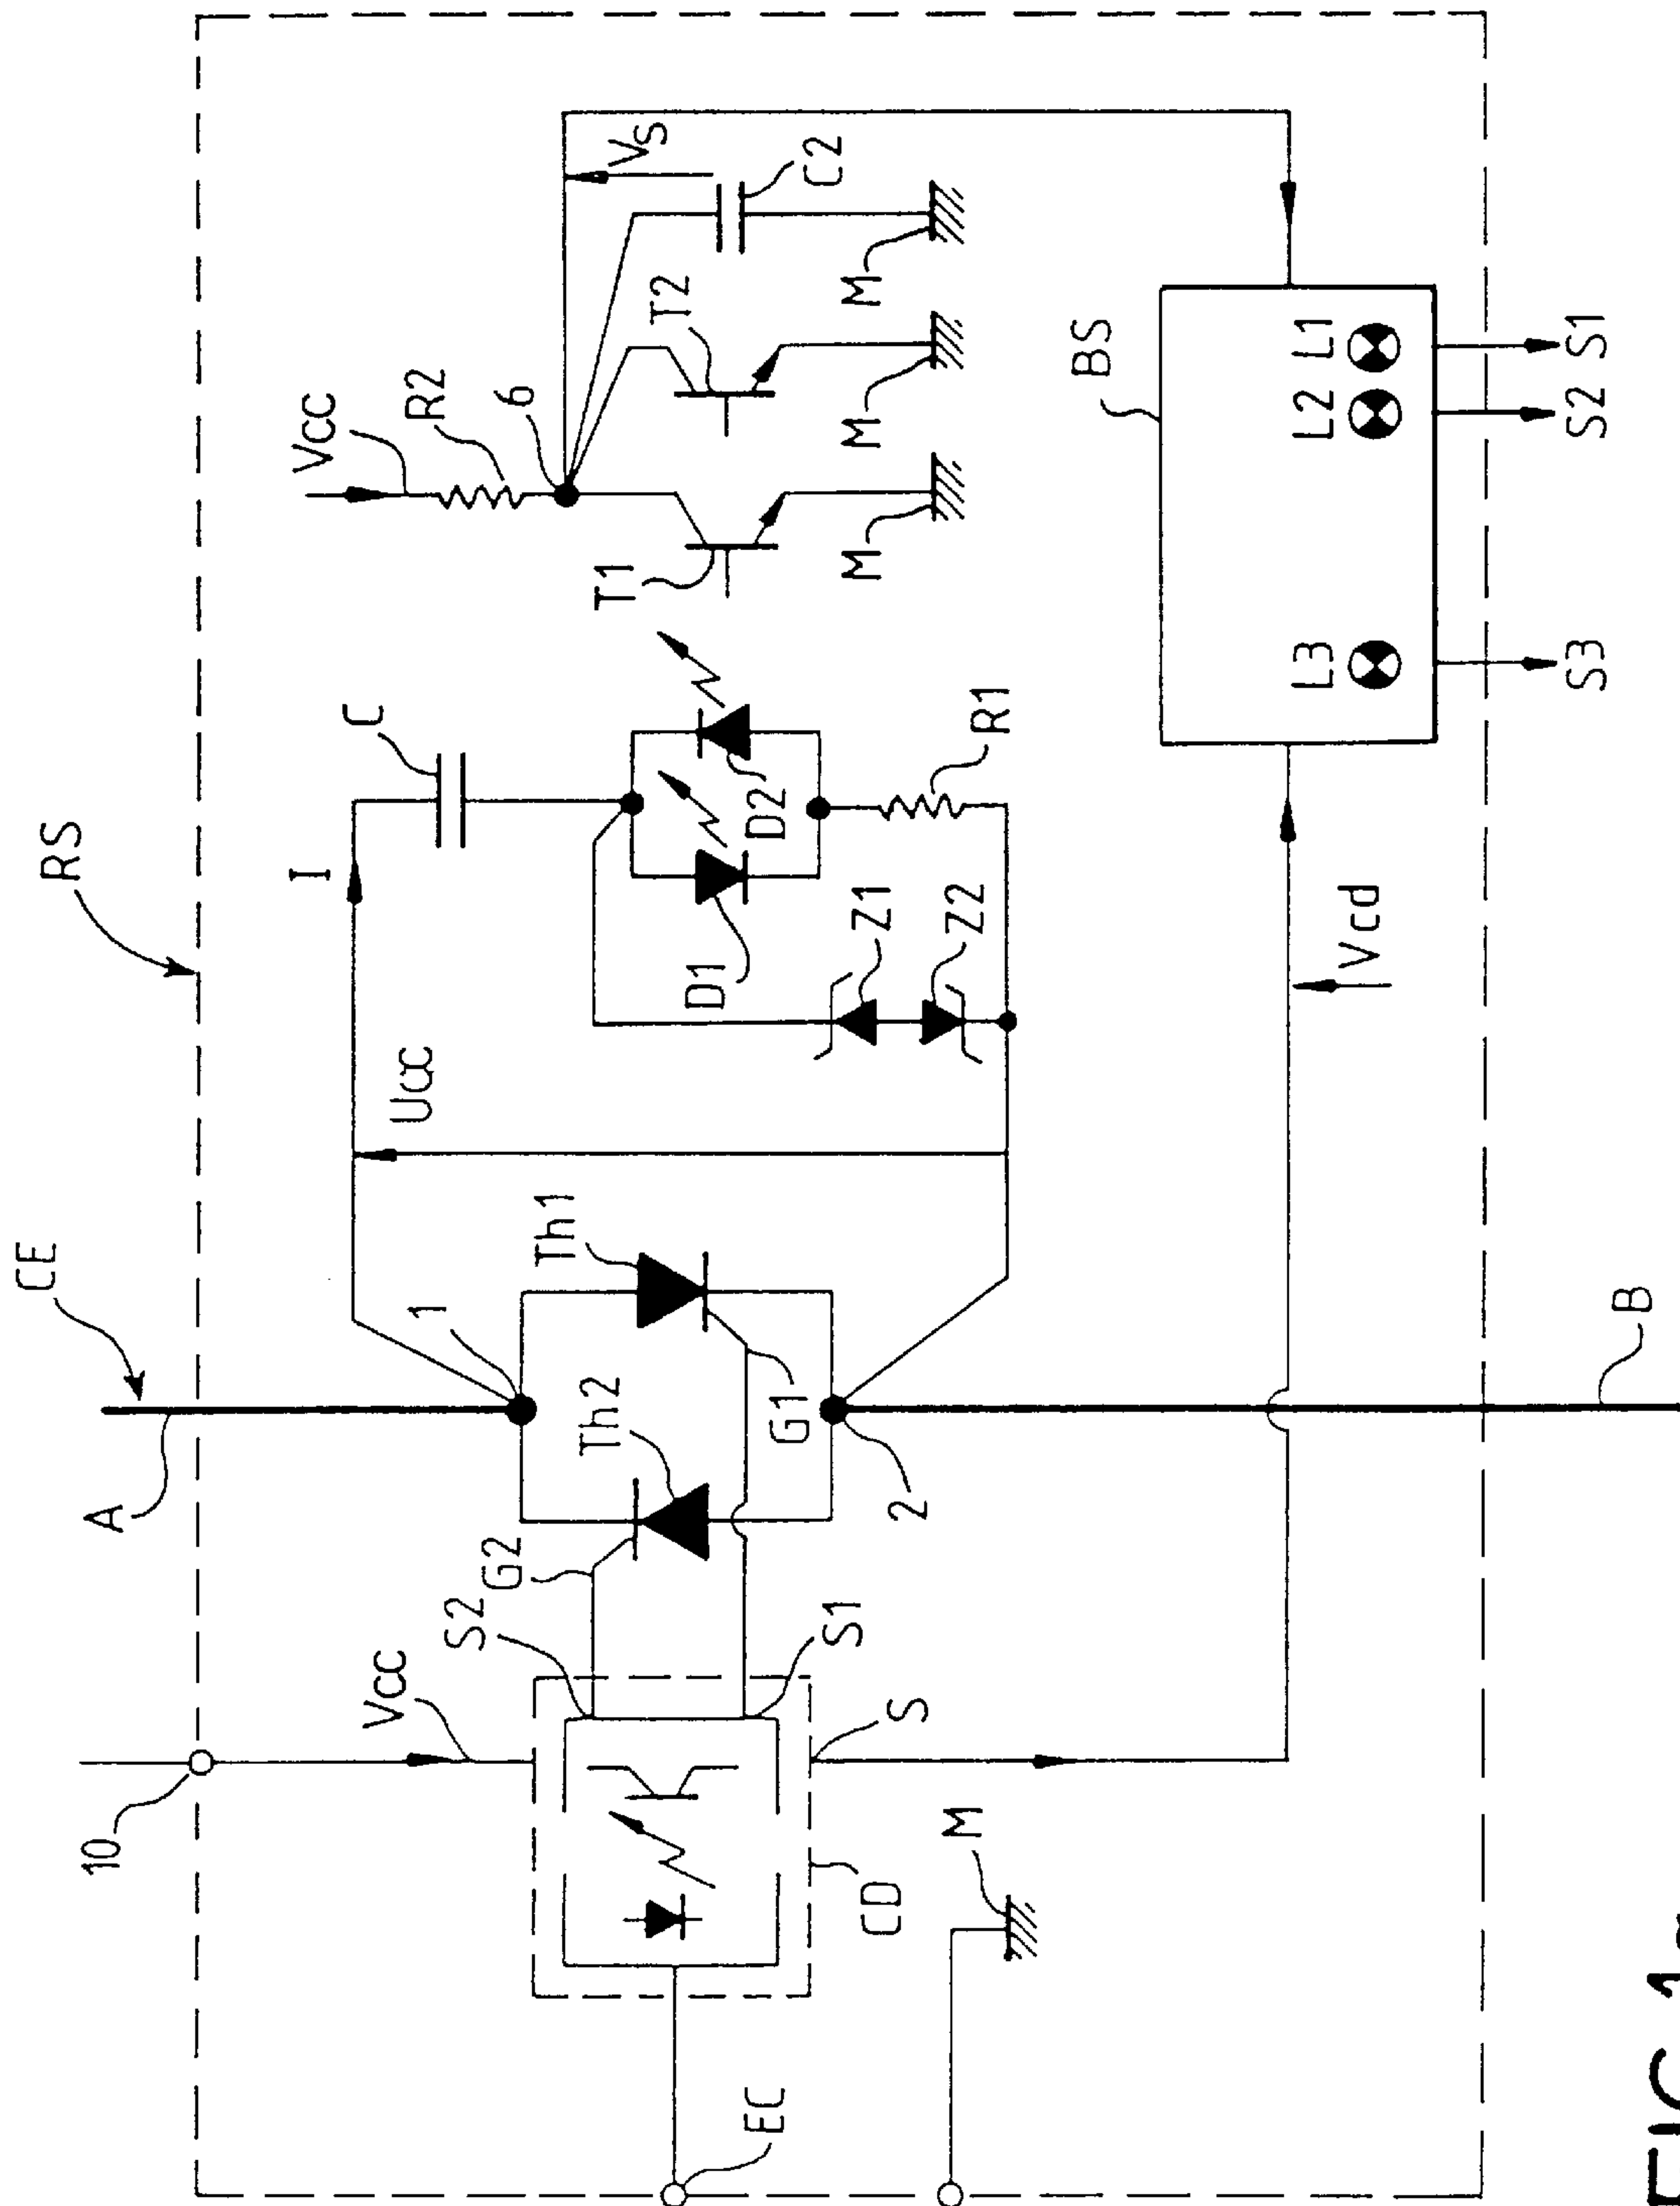 RS
CE
A
10
Vcc
1
Ucc
I
C
Vcc
R2
6
Vs
C2
T2
T1
M
M
M
D1
D2
R1
Z1
Z2
Th1
Th2
G1
G2
2
S2
S1
S
CD
EC
M
Vcd
BS
L3
L2
L1
S3
S2
S1
B
FIG.1a